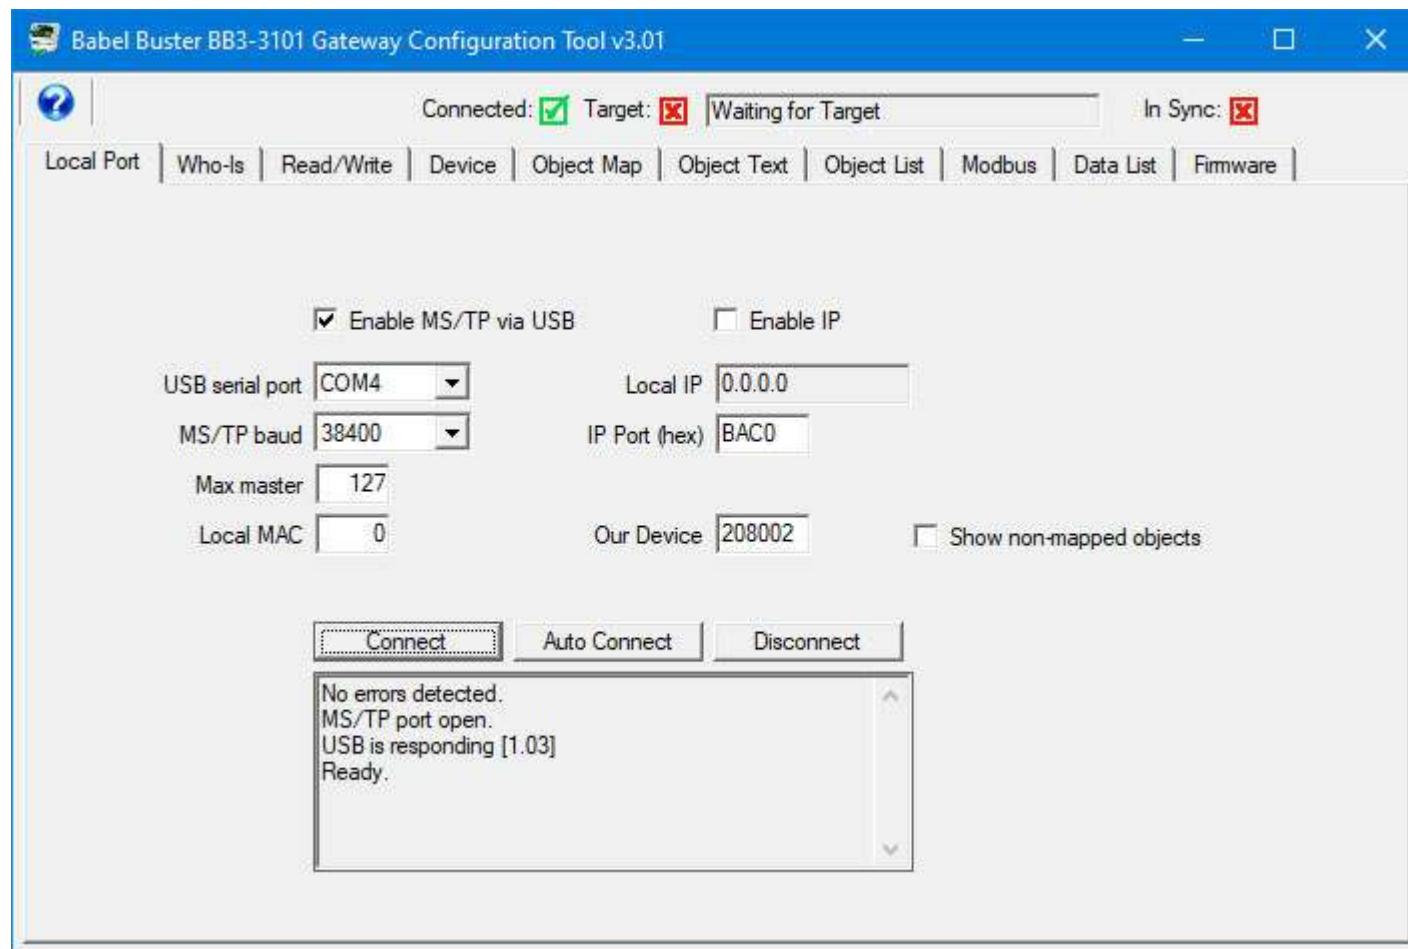 Babel Buster BB3-3101 Gateway Configuration Tool v3.01
Connected: Target: Waiting for Target In Sync:
Local Port Who-Is Read/Write Device Object Map Object Text Object List Modbus Data List Firmware
Enable MS/TP via USB Enable IP
USB serial port COM4 Local IP 0.0.0.0
MS/TP baud 38400 IP Port (hex) BAC0
Max master 127
Local MAC 0 Our Device 208002 Show non-mapped objects
Connect Auto Connect Disconnect
No errors detected.
MS/TP port open.
USB is responding [1.03]
Ready.